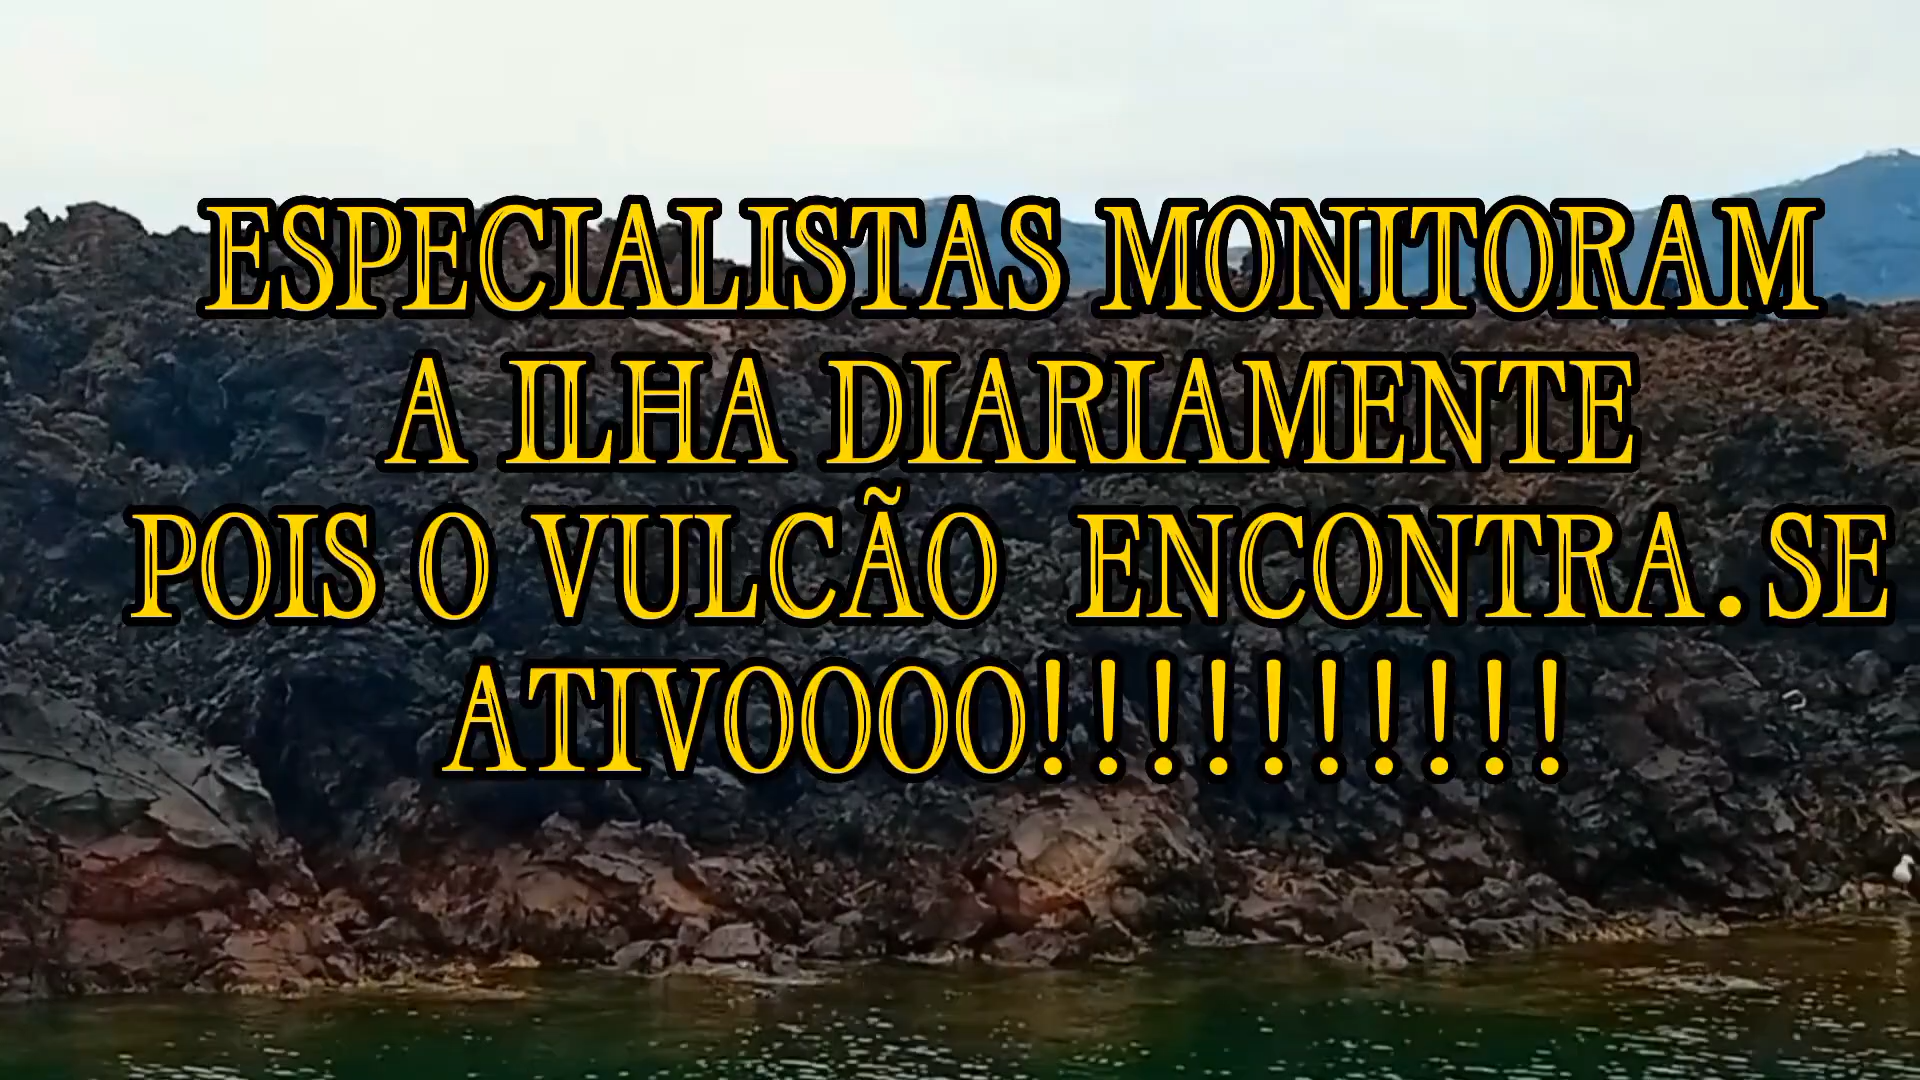 ESPECIALISTAS MONITORAM
A ILHA DIARIAMENTE
POIS O VULCÃO ENCONTRA.SE
ATIVOOOO!!!!!!!!!!